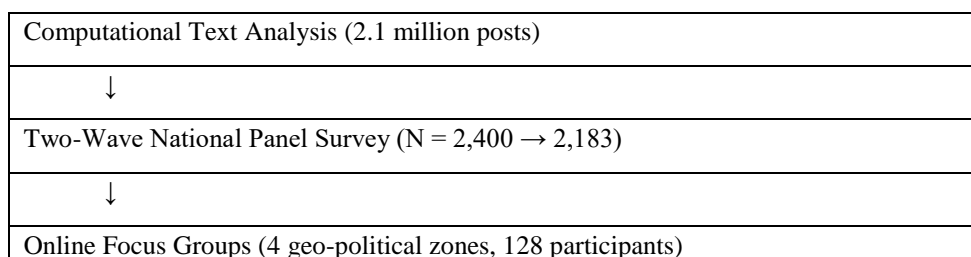 Computational Text Analysis (2.1 million posts)
↓
Two-Wave National Panel Survey (N = 2,400 → 2,183)
↓
Online Focus Groups (4 geo-political zones, 128 participants)